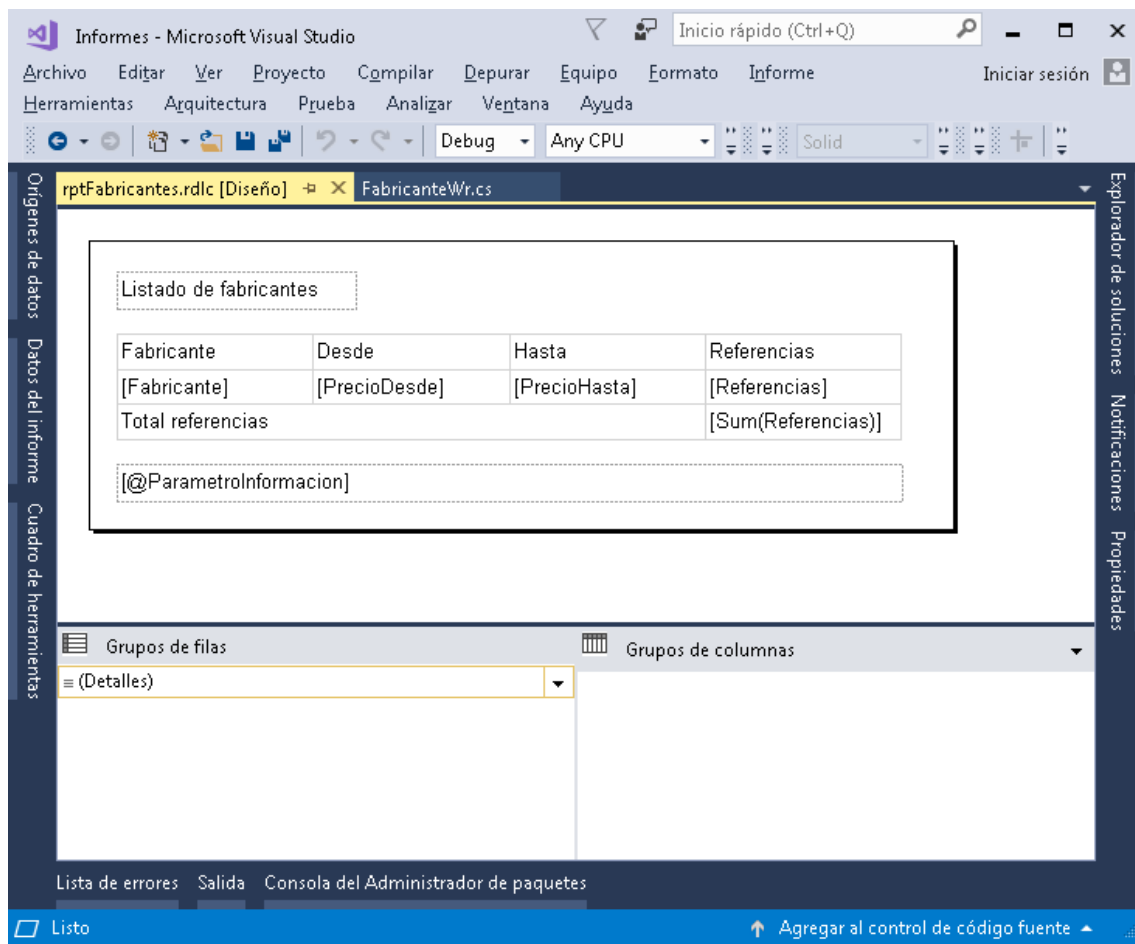 Informes - Microsoft Visual Studio
Inicio rápido (Ctrl+Q)
Archivo Editar Ver Proyecto Compilar Depurar Equipo Formato Informe Iniciar sesión
Herramientas Arquitectura Prueba Analizar Ventana Ayuda
Debug Any CPU Solid
rptFabricantes.rdlc [Diseño] FabricanteWr.cs
Orígenes de datos
Datos del informe
Cuadro de herramientas
Listado de fabricantes
Fabricante Desde Hasta Referencias
[Fabricante] [PrecioDesde] [PrecioHasta] [Referencias]
Total referencias [Sum(Referencias)]
[@ParametroInformacion]
Explorador de soluciones
Notificaciones
Propiedades
Grupos de filas Grupos de columnas
(Detalles)
Lista de errores Salida Consola del Administrador de paquetes
Listo Agregar al control de código fuente